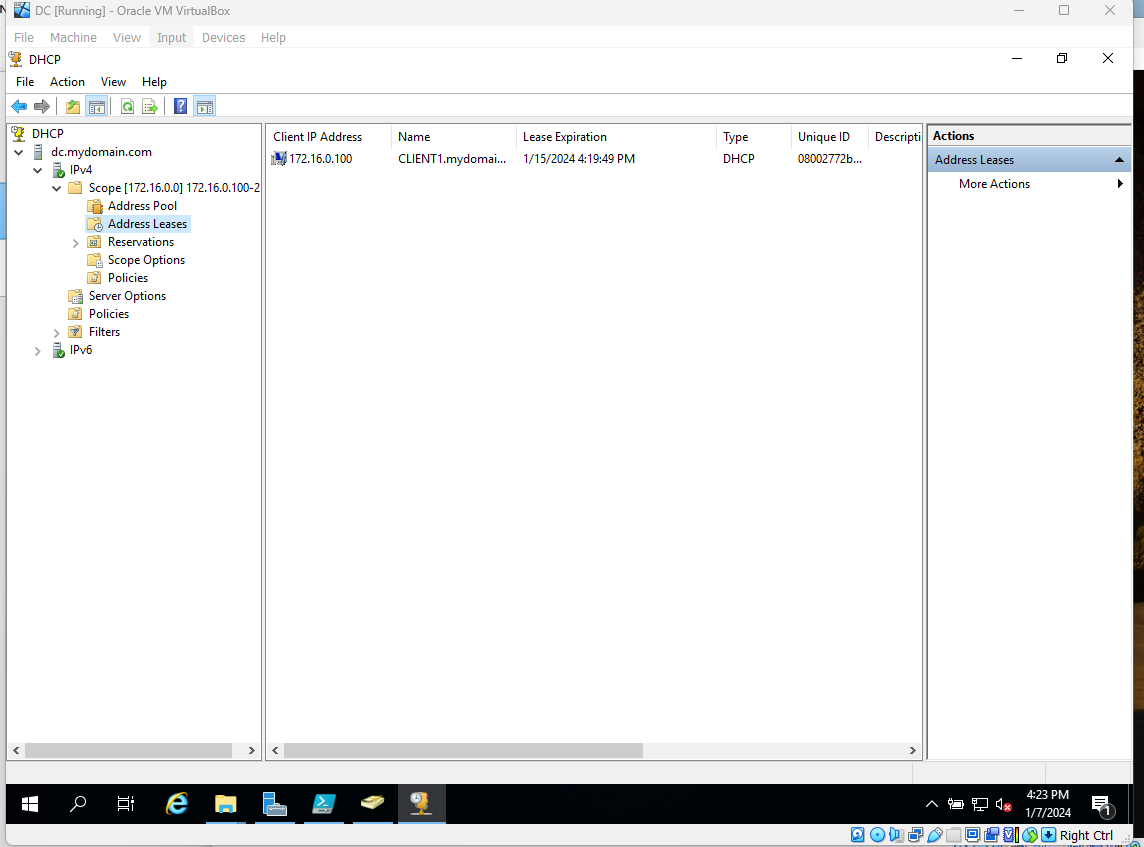 DC [Running] - Oracle VM VirtualBox
File Machine View Input Devices Help
DHCP
File Action View Help
DHCP
dc.mydomain.com
IPv4
Scope [172.16.0.0] 172.16.0.100-2
Address Pool
Address Leases
Reservations
Scope Options
Policies
Server Options
Policies
Filters
IPv6
Client IP Address Name Lease Expiration Type Unique ID Descripti
172.16.0.100 CLIENT1.mydomai... 1/15/2024 4:19:49 PM DHCP 08002772b...
Actions
Address Leases
More Actions
4:23 PM
1/7/2024
1
Right Ctrl